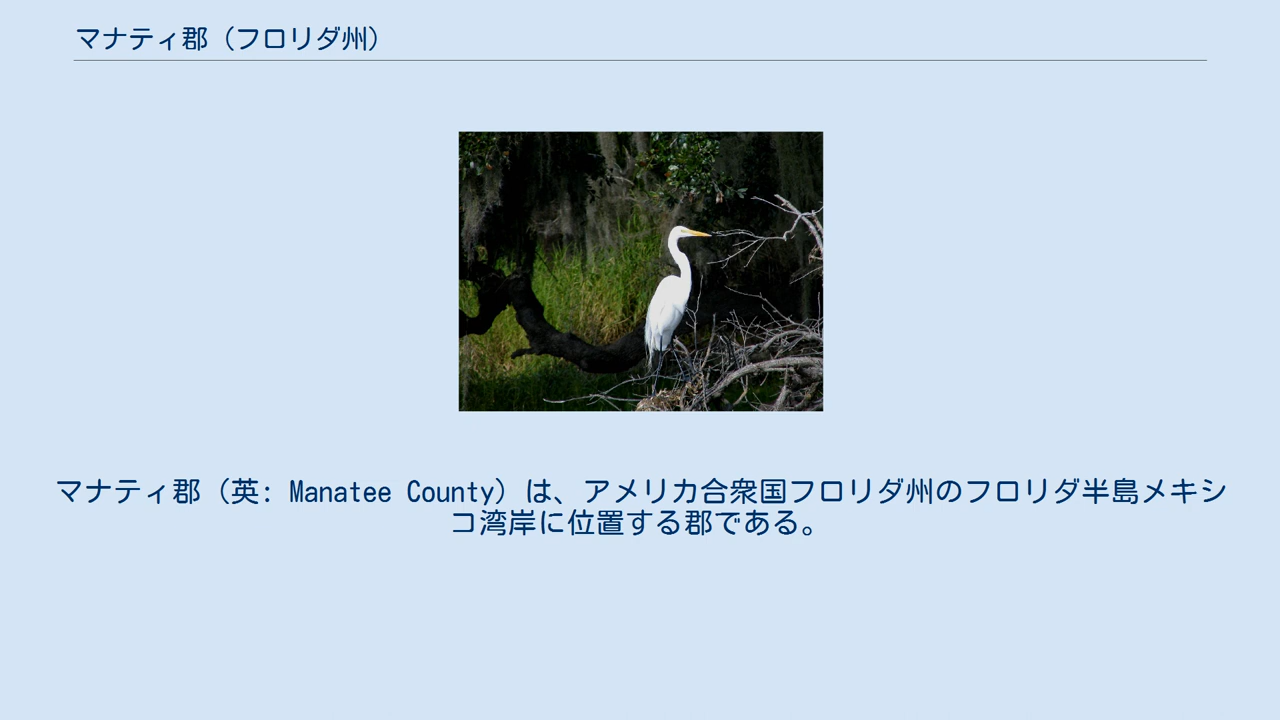 マナティ郡（フロリダ州）
マナティ郡（英: Manatee County）は、アメリカ合衆国フロリダ州のフロリダ半島メキシ
コ湾岸に位置する郡である。